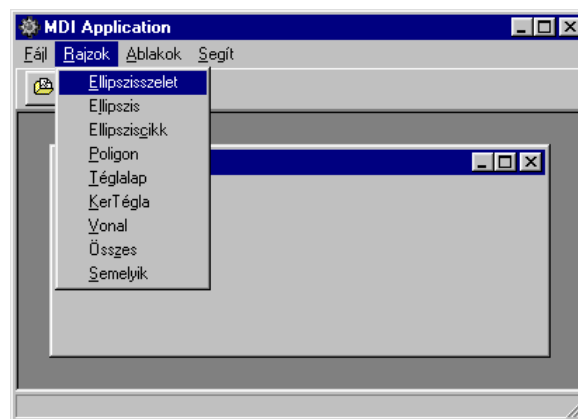 MDI Application
Fájl Rajzok Ablakok Segít
Ellipszisszelet
Ellipszis
Ellipsziscikk
Poligon
Téglalap
KerTégla
Vonal
Összes
Semelyik